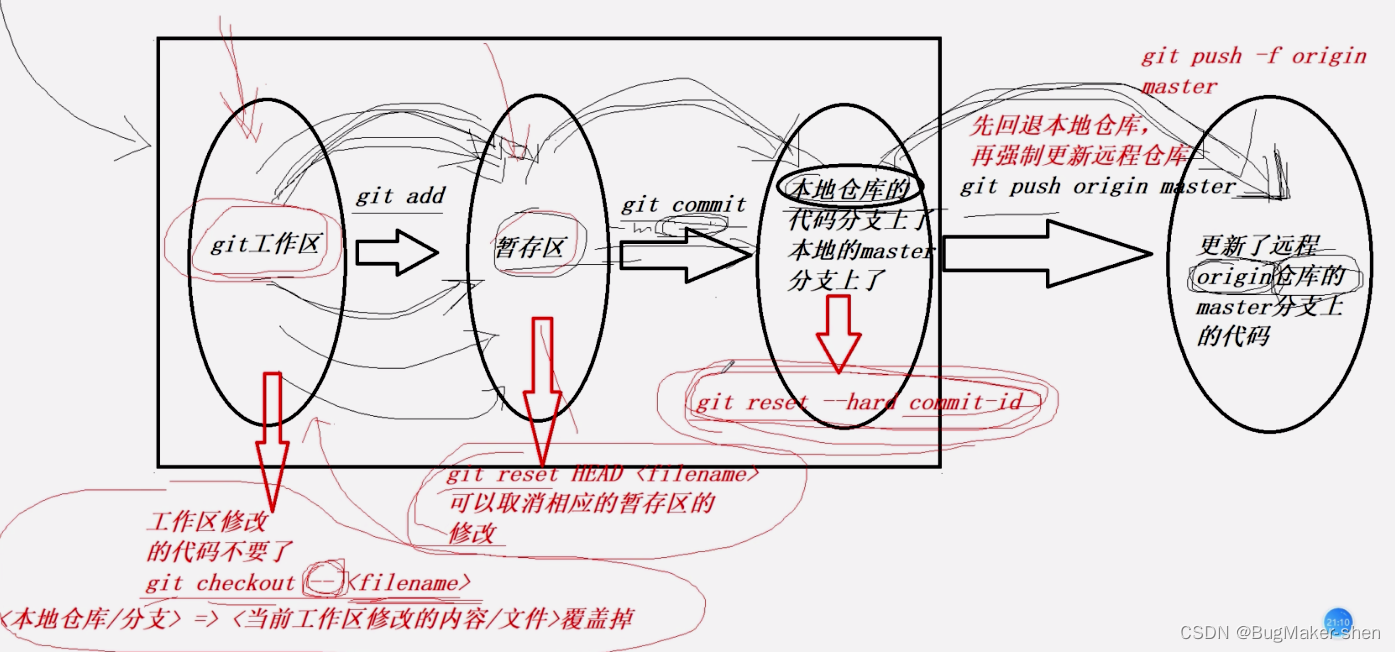 git push -f origin
master
先回退本地仓库，
再强制更新远程仓库
git push origin master
git add
git commit
git工作区
暂存区
本地仓库的
代码分支上了
本地的master
分支上了
更新了远程
origin仓库的
master分支上
的代码
git reset --hard commit-id
git reset HEAD <filename>
可以取消相应的暂存区的
修改
工作区修改
的代码不要了
git checkout -- <filename>
<本地仓库/分支> => <当前工作区修改的内容/文件>覆盖掉
21:10
CSDN @BugMaker-shen